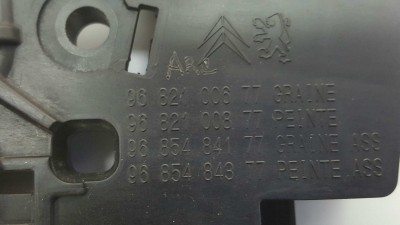 96 821 006 77 GRAINE
96 821 008 77 PEINTE
96 854 841 77 GRAINE ASS
96 854 843 77 PEINTE ASS